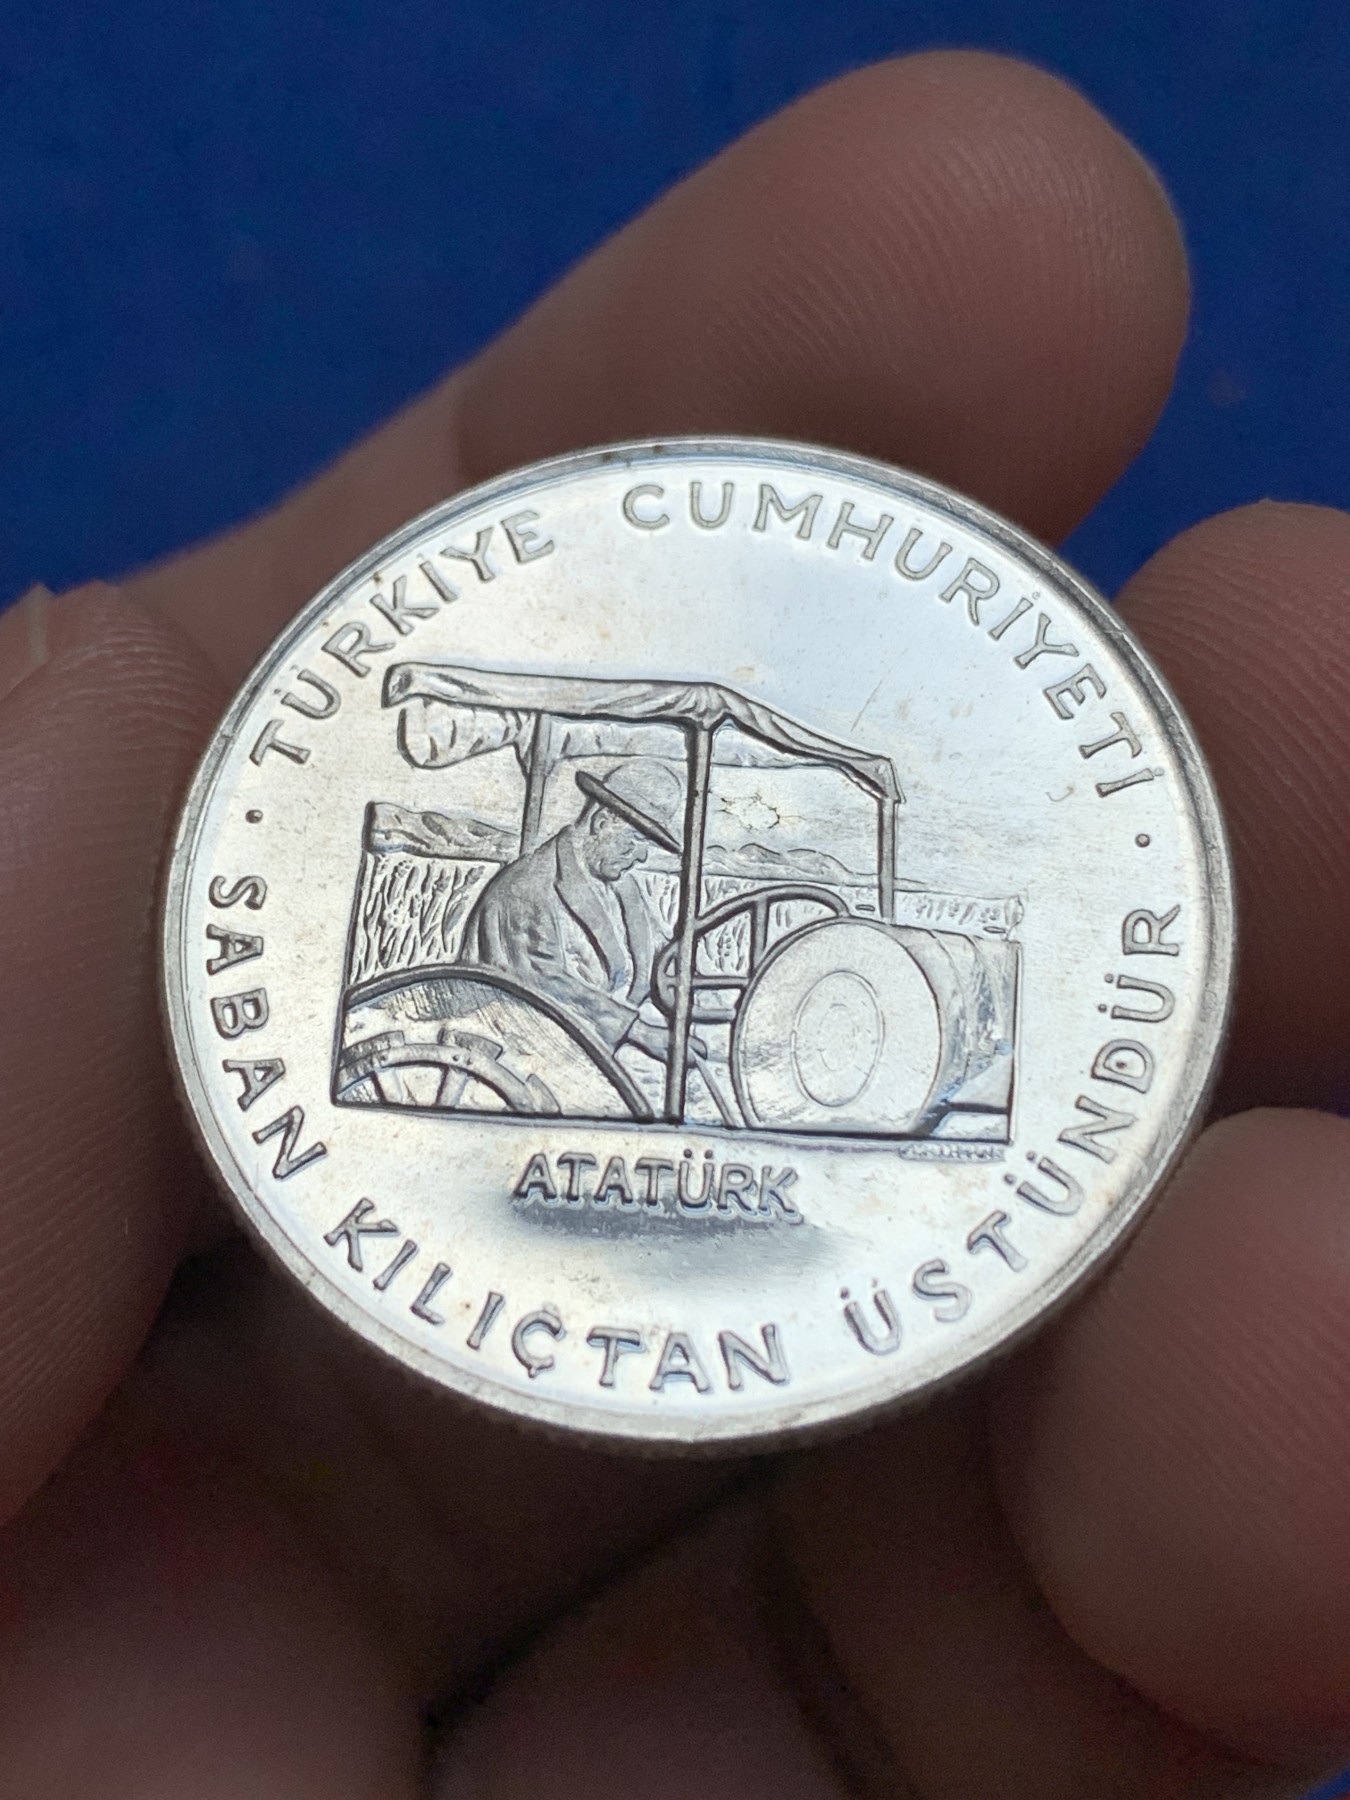 TÜRKİYE CUMHURİYETİ
· SABAN KILIÇTAN ÜSTÜNDÜR ·
ATATÜRK